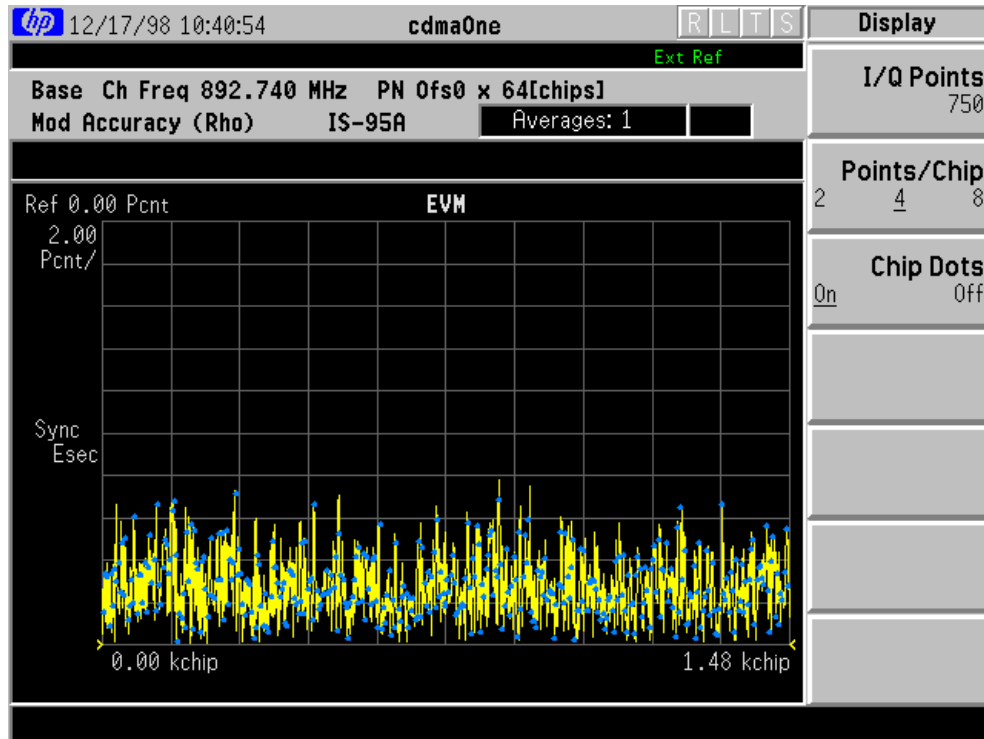 hp 12/17/98 10:40:54 cdmaOne R L T S
Ext Ref
Base Ch Freq 892.740 MHz PN Ofs0 x 64[chips]
Mod Accuracy (Rho) IS-95A Averages: 1
Ref 0.00 Pcnt EVM
2.00
Pcnt/
Sync
Esec
0.00 kchip 1.48 kchip
Display
I/Q Points
750
Points/Chip
2 4 8
Chip Dots
On Off